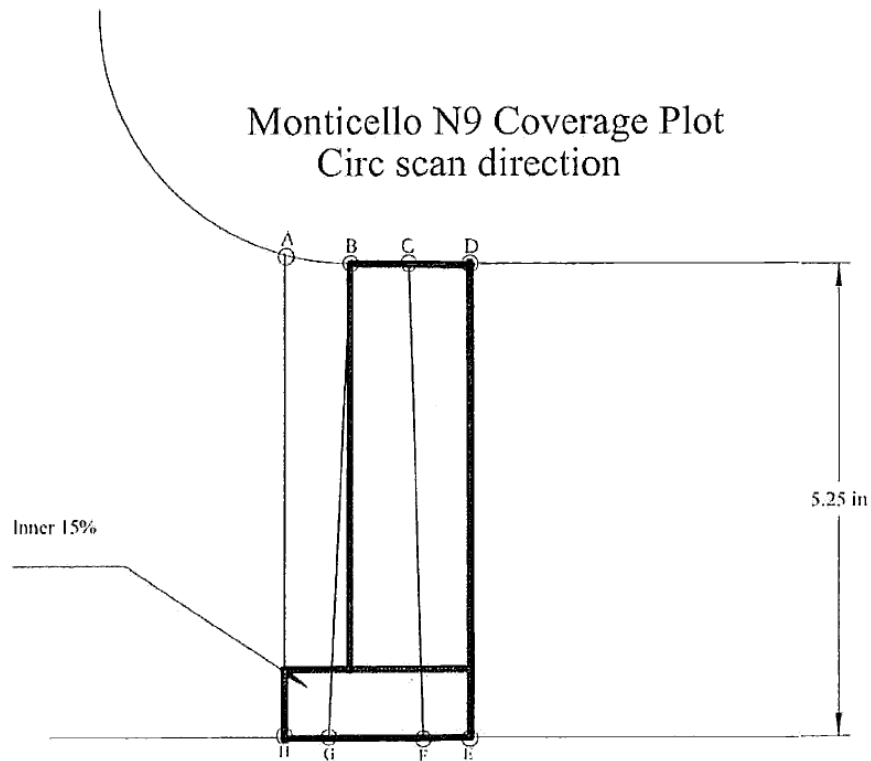 Monticello N9 Coverage Plot
Circ scan direction
A B C D
5.25 in
Inner 15%
H G F E